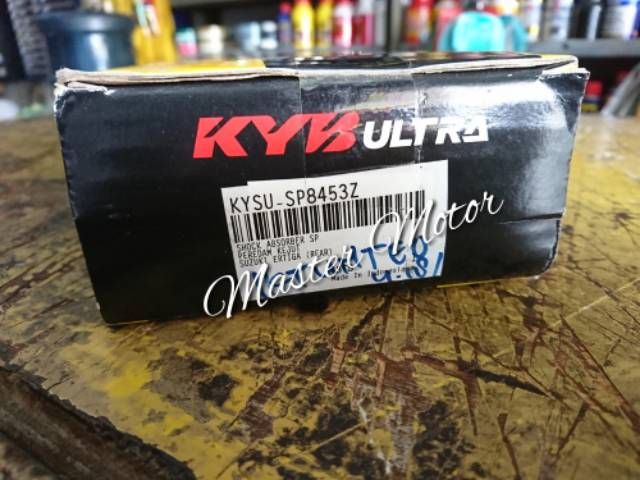 KYB ULTRA
KYSU-SP8453Z
SHOCK ABSORBER SP
PEREDAM KEJUT
SUZUKI ERTIGA (REAR)
Made In Indonesia
Master Motor